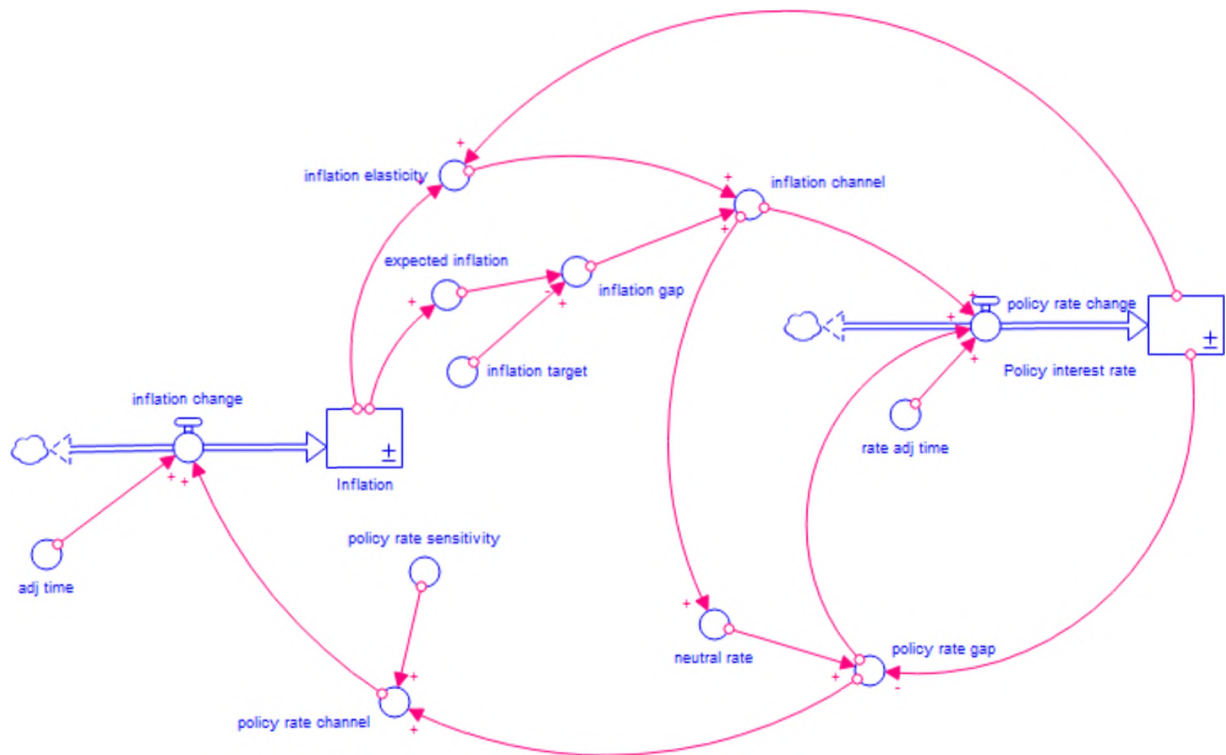 inflation elasticity
inflation channel
expected inflation
inflation gap
policy rate change
inflation target
Policy interest rate
inflation change
rate adj time
Inflation
policy rate sensitivity
adj time
neutral rate
policy rate gap
policy rate channel